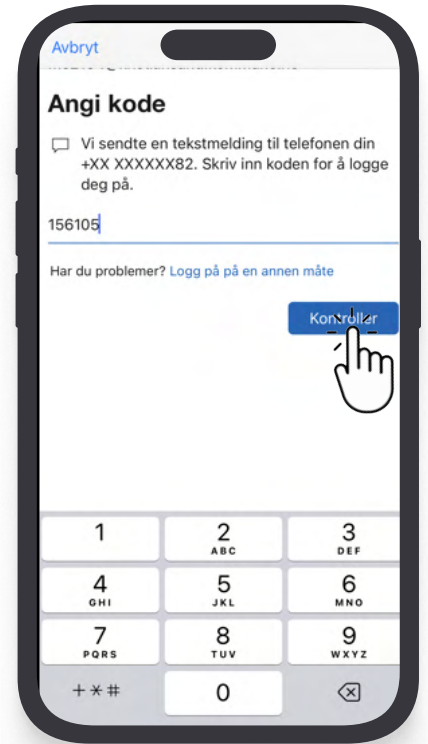 Avbryt
Angi kode
Vi sendte en tekstmelding til telefonen din
+XX XXXXXX82. Skriv inn koden for å logge
deg på.
156105
Har du problemer? Logg på på en annen måte
Kontroller
1
2
ABC
3
DEF
4
GHI
5
JKL
6
MNO
7
PQRS
8
TUV
9
WXYZ
+*#
0